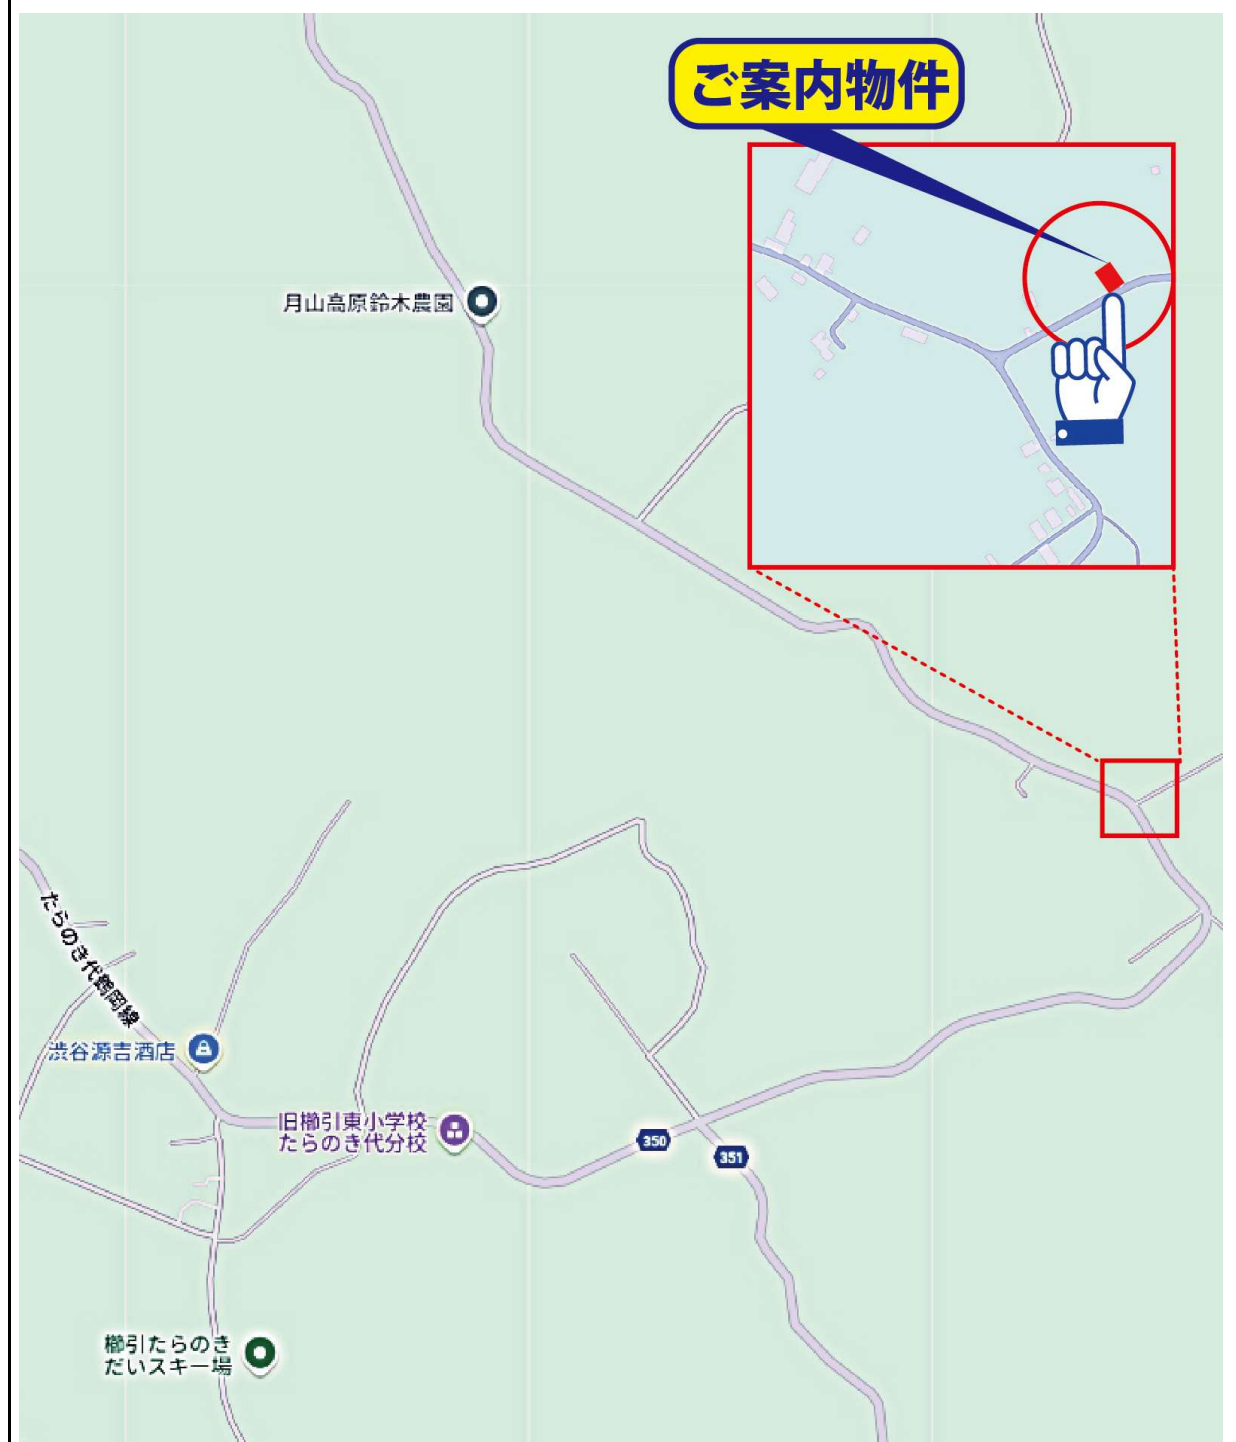 ご案内物件
月山高原鈴木農園
たらのき代鶴岡線
渋谷源吉酒店
旧櫛引東小学校
たらのき代分校
350
351
櫛引たらのき
だいスキー場